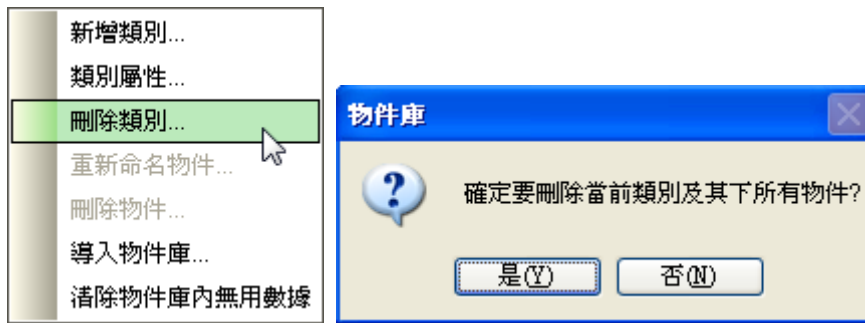 新增類別...
類別屬性...
刪除類別...
重新命名物件...
刪除物件...
導入物件庫...
清除物件庫內無用數據
物件庫
確定要刪除當前類別及其下所有物件?
是(Y)
否(N)